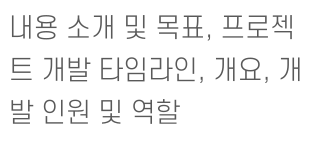 내용 소개 및 목표, 프로젝
트 개발 타임라인, 개요, 개
발 인원 및 역할